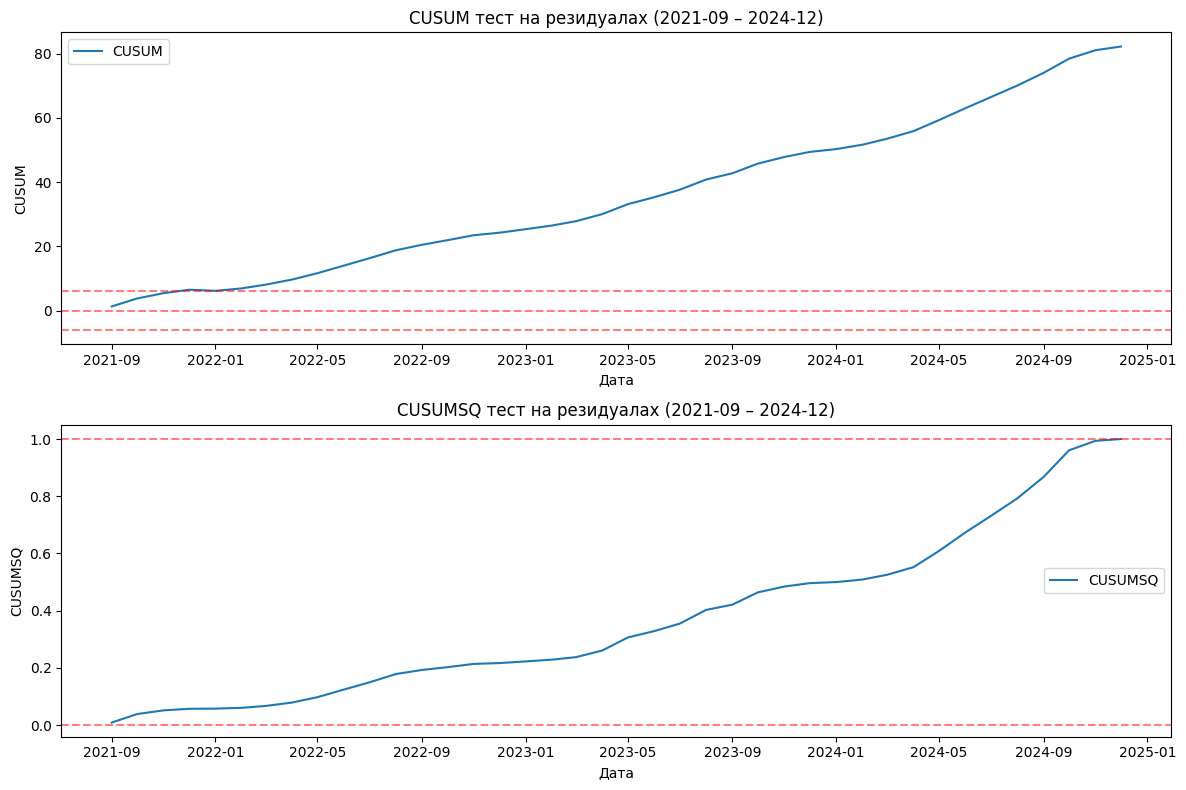 CUSUM тест на резидуалах (2021-09 – 2024-12)
CUSUM
80
60
40
20
0
CUSUM
2021-09 2022-01 2022-05 2022-09 2023-01 2023-05 2023-09 2024-01 2024-05 2024-09 2025-01
Дата
CUSUMSQ тест на резидуалах (2021-09 – 2024-12)
1.0
0.8
0.6
0.4
0.2
0.0
CUSUMSQ
CUSUMSQ
2021-09 2022-01 2022-05 2022-09 2023-01 2023-05 2023-09 2024-01 2024-05 2024-09 2025-01
Дата